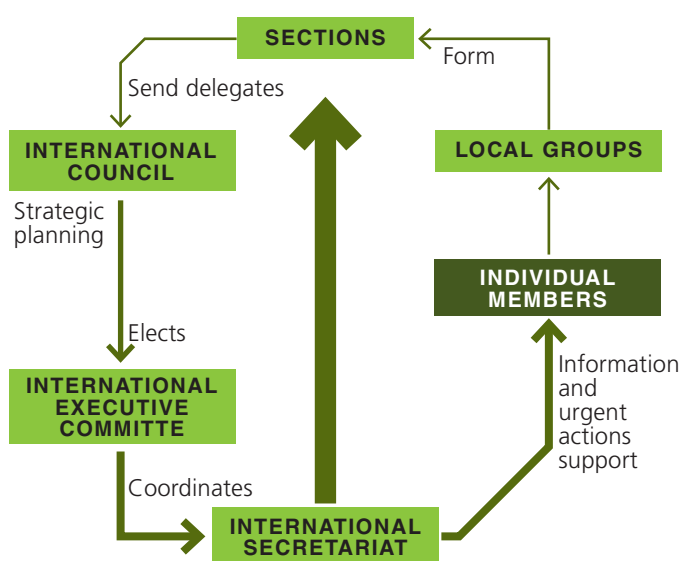 SECTIONS
Form
Send delegates
INTERNATIONAL
COUNCIL
LOCAL GROUPS
Strategic
planning
INDIVIDUAL
MEMBERS
Elects
Information
and
urgent
actions
support
INTERNATIONAL
EXECUTIVE
COMMITTE
Coordinates
INTERNATIONAL
SECRETARIAT